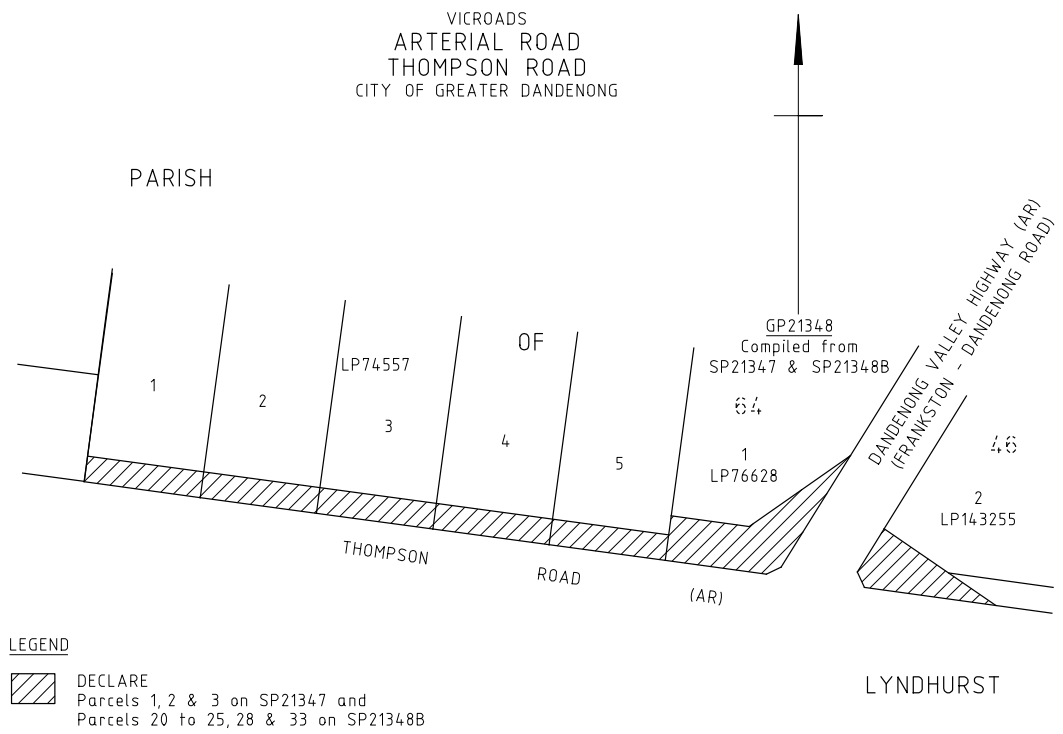 VICROADS
ARTERIAL ROAD
THOMPSON ROAD
CITY OF GREATER DANDENONG
PARISH
OF
GP21348
Compiled from
SP21347 & SP21348B
DANDENONG VALLEY HIGHWAY (AR)
(FRANKSTON - DANDENONG ROAD)
LP74557
1
2
3
4
5
64
1
LP76628
46
2
LP143255
THOMPSON ROAD (AR)
LYNDHURST
LEGEND
DECLARE
Parcels 1, 2 & 3 on SP21347 and
Parcels 20 to 25, 28 & 33 on SP21348B